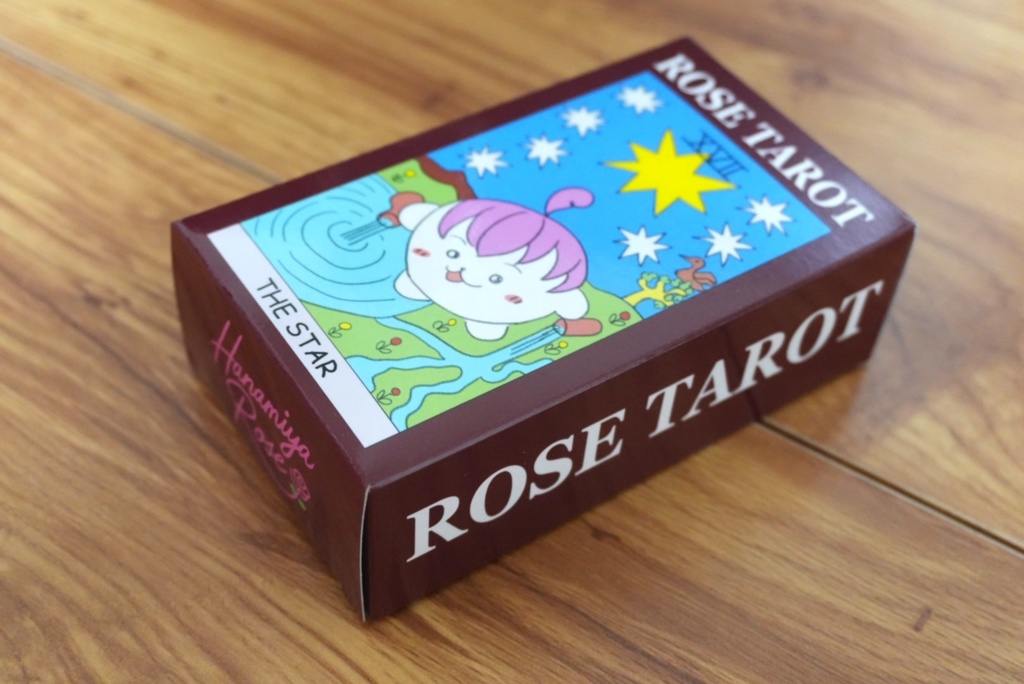 ROSE TAROT
XVII
THE STAR
Hanamiya
Rose
ROSE TAROT